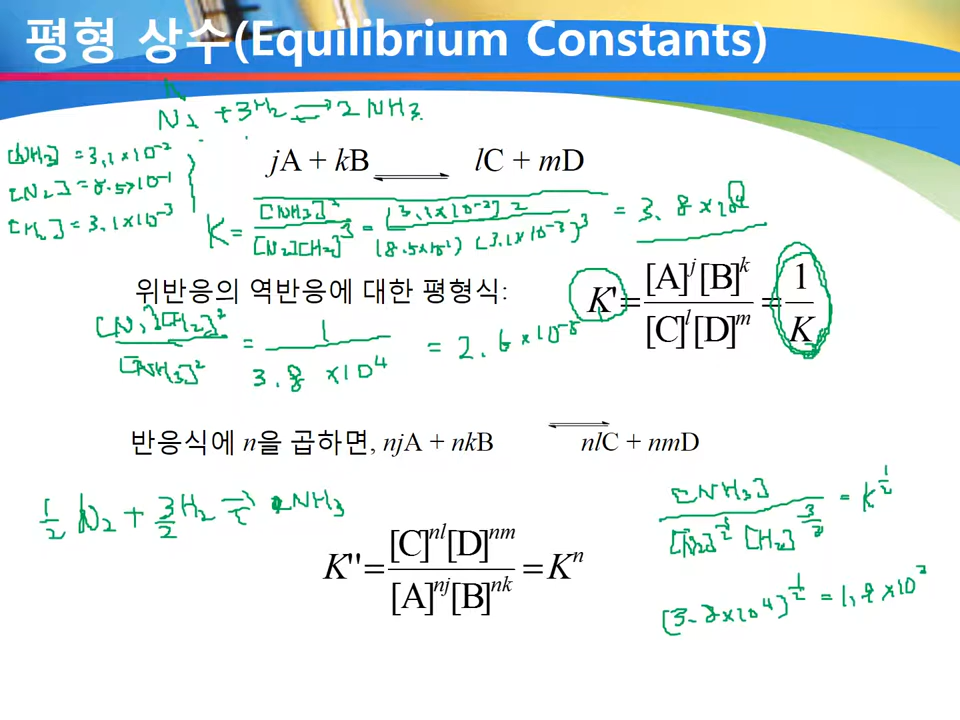 평형 상수(Equilibrium Constants)
N₂ + 3H₂ ⇌ 2NH₃
[NH₃] = 3.1×10⁻²
[N₂] = 8.5×10⁻¹
[H₂] = 3.1×10⁻³
jA + kB ⇌ lC + mD
K = [NH₃]² / [N₂][H₂]³ = (3.1×10⁻²)² / (8.5×10⁻¹)(3.1×10⁻³)³ = 3.8×10⁴
위반응의 역반응에 대한 평형식: K' = [A]ʲ[B]ᵏ / [C]ˡ[D]ᵐ = 1 / K
= 1 / 3.8×10⁴ = 2.6×10⁻⁵
반응식에 n을 곱하면, njA + nkB ⇌ nlC + nmD
½N₂ + 3/2 H₂ ⇌ NH₃
[NH₃] / [N₂]^½ [H₂]^3/2 = K^½
K'' = [C]ⁿˡ[D]ⁿᵐ / [A]ⁿʲ[B]ⁿᵏ = Kⁿ
(3.8×10⁴)^½ = 1.9×10²